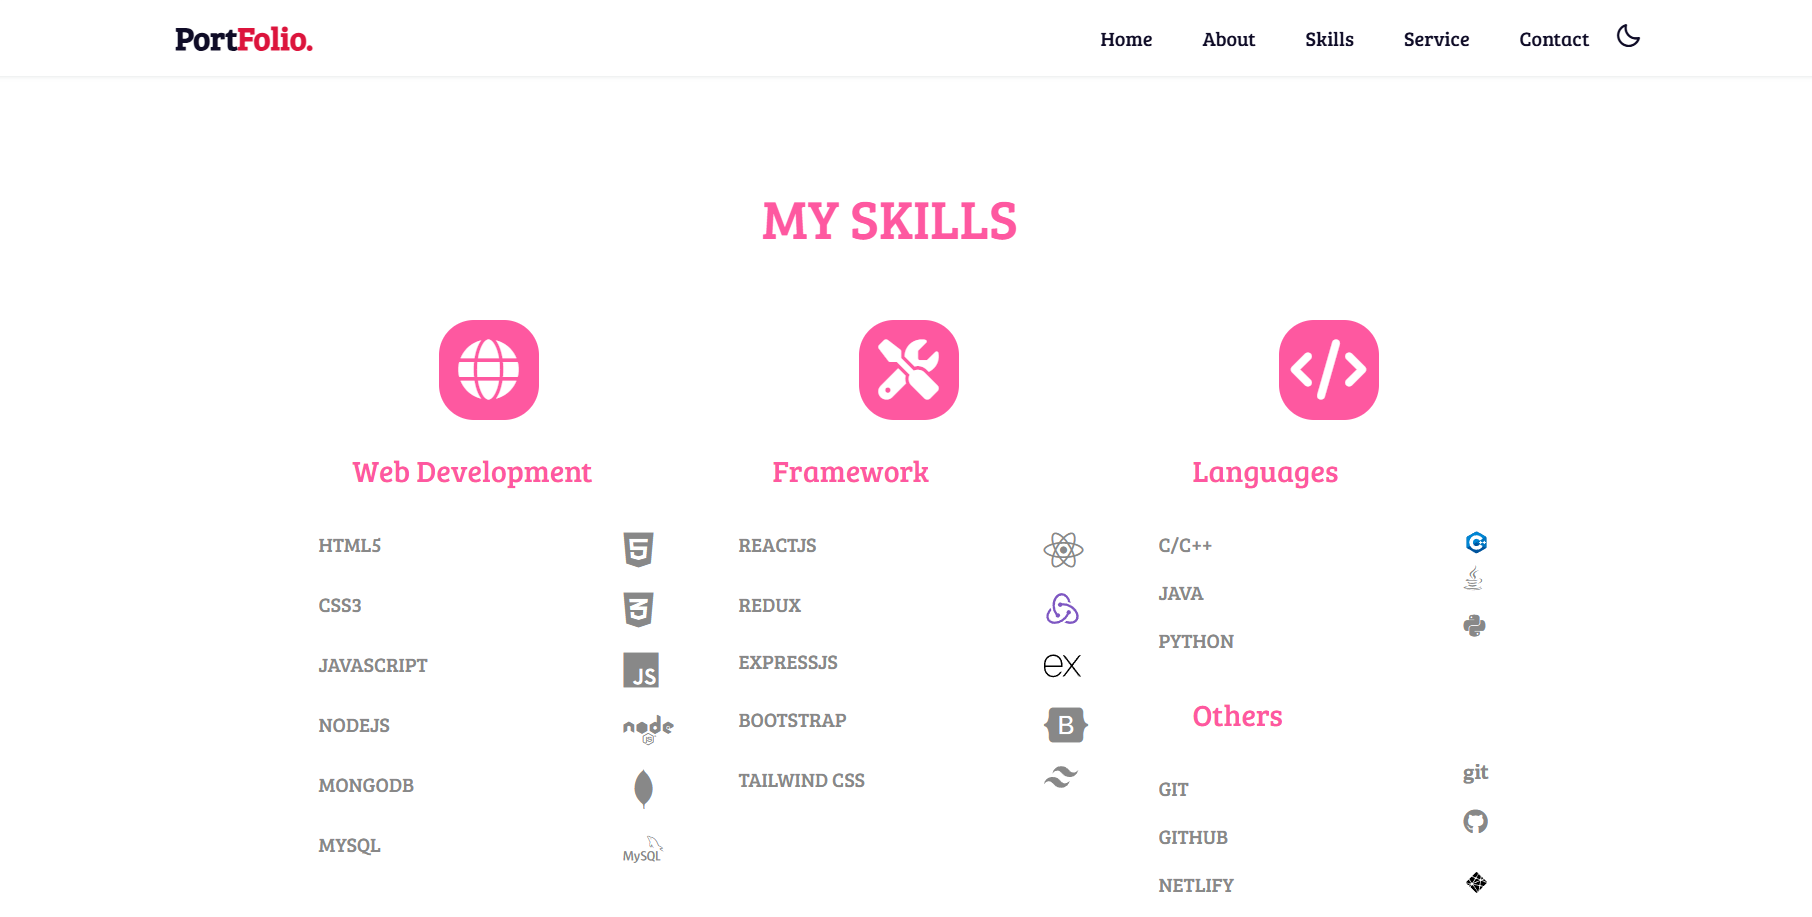 PortFolio.
Home About Skills Service Contact
MY SKILLS
Web Development
HTML5
5
CSS3
3
JAVASCRIPT
JS
NODEJS
node
JS
MONGODB
MYSQL
MySQL
Framework
REACTJS
REDUX
EXPRESSJS
ex
BOOTSTRAP
B
TAILWIND CSS
Languages
C/C++
C++
JAVA
PYTHON
Others
GIT
git
GITHUB
NETLIFY